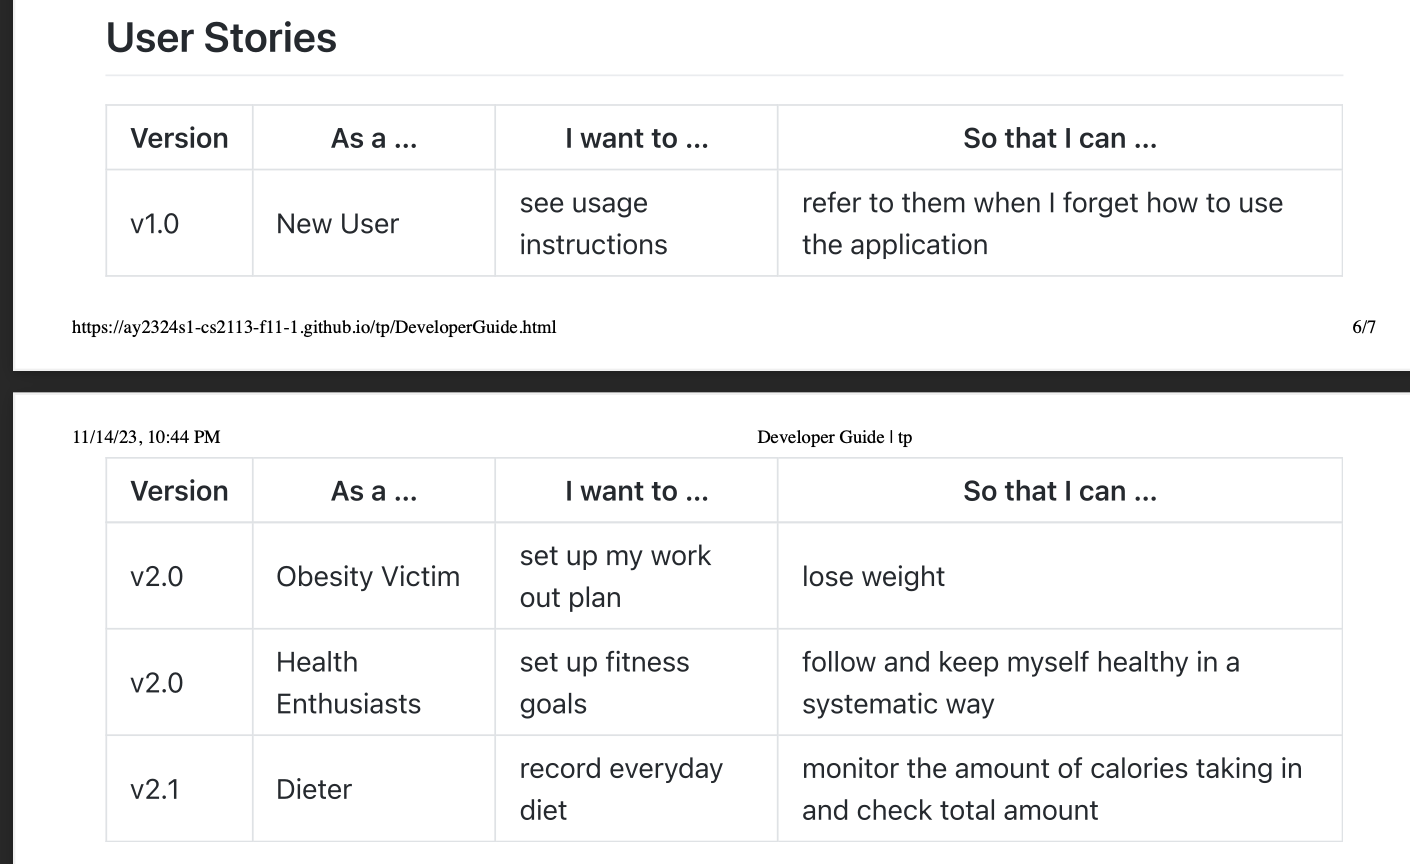 User Stories
Version As a ... I want to ... So that I can ...
v1.0 New User see usage instructions refer to them when I forget how to use the application
https://ay2324s1-cs2113-f11-1.github.io/tp/DeveloperGuide.html 6/7
11/14/23, 10:44 PM Developer Guide | tp
Version As a ... I want to ... So that I can ...
v2.0 Obesity Victim set up my work out plan lose weight
v2.0 Health Enthusiasts set up fitness goals follow and keep myself healthy in a systematic way
v2.1 Dieter record everyday diet monitor the amount of calories taking in and check total amount